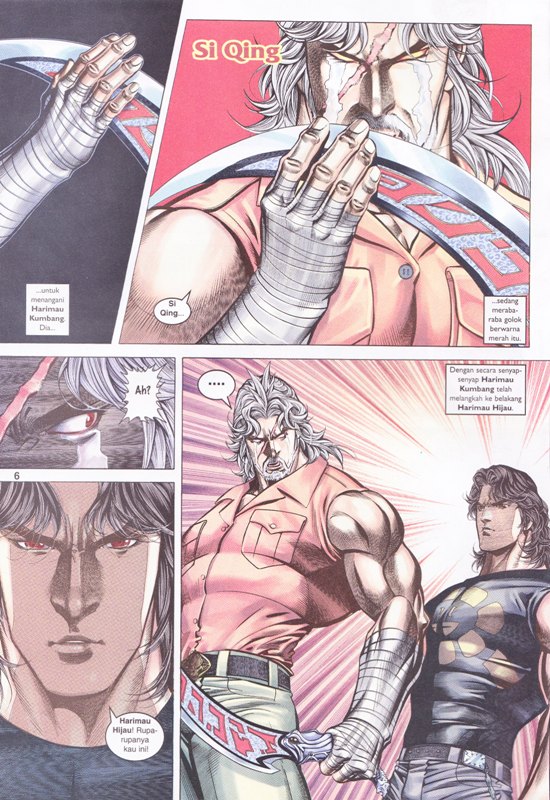 ...untuk
menangani
Harimau
Kumbang.
Dia...
Si Qing
Si
Qing...
...sedang
meraba-
raba golok
berwarna
merah itu.
Ah?
....
Dengan secara senyap-
senyap Harimau
Kumbang telah
melangkah ke belakang
Harimau Hijau.
6
Harimau
Hijau! Rupa-
rupanya
kau ini!